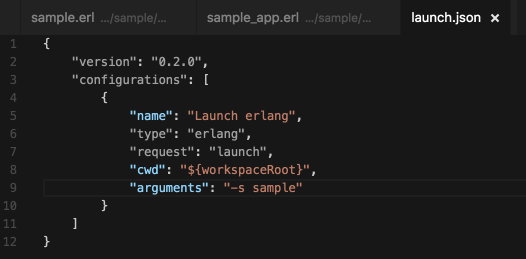 sample.erl .../sample/... sample_app.erl .../sample/... launch.json ×
1 {
2 "version": "0.2.0",
3 "configurations": [
4 {
5 "name": "Launch erlang",
6 "type": "erlang",
7 "request": "launch",
8 "cwd": "${workspaceRoot}",
9 "arguments": "-s sample"
10 }
11 ]
12 }